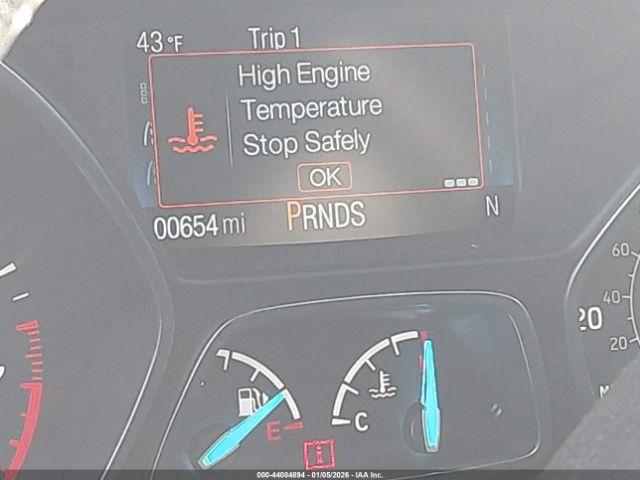 43°F Trip 1
High Engine
Temperature
Stop Safely
OK
00654 mi PRNDS N
60
40
20
20
E C
000-44084894 - 01/05/2026 - IAA Inc.